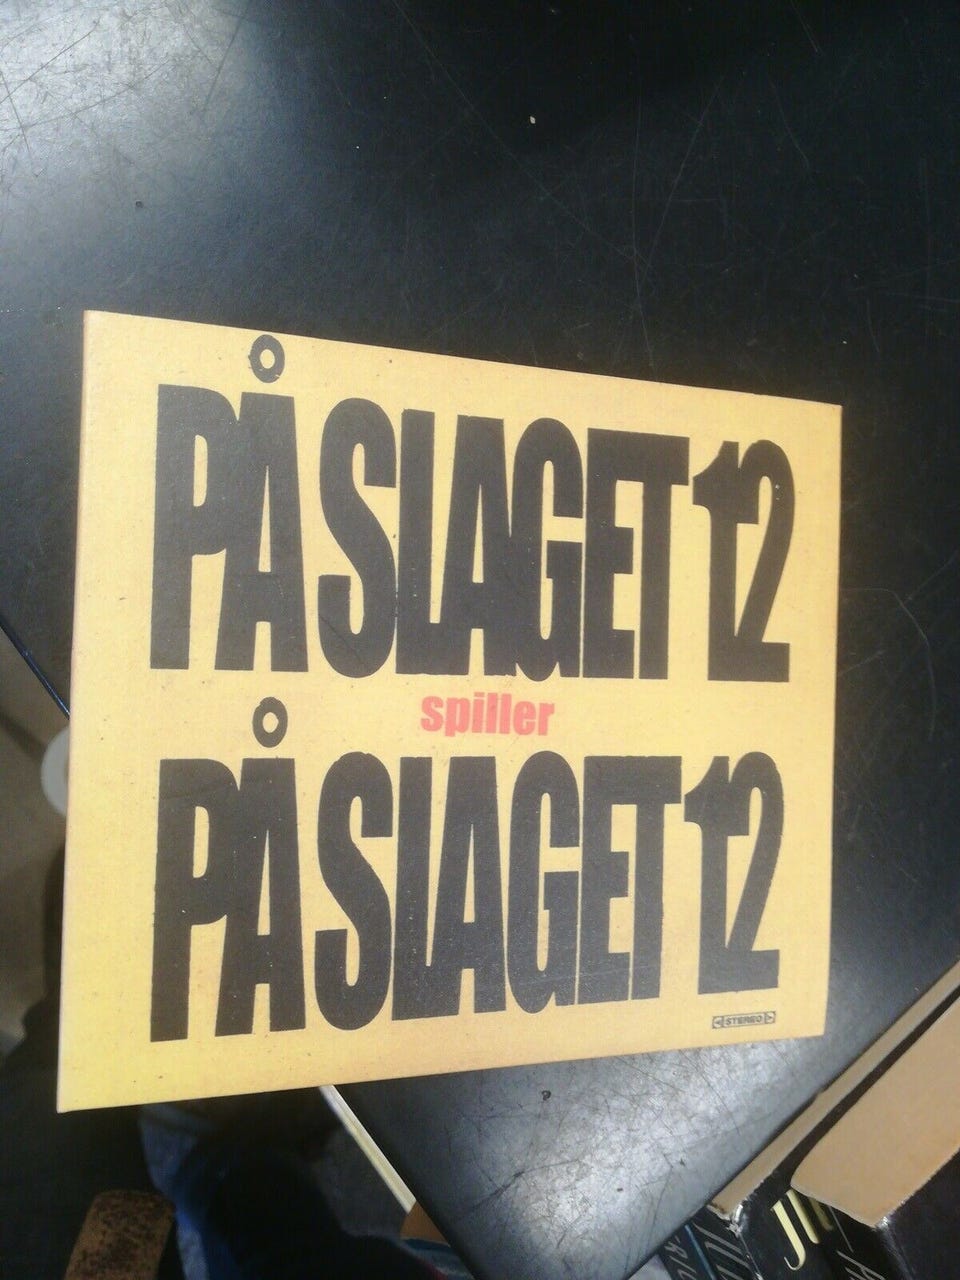 PÅ SLAGET 12
spiller
PÅ SLAGET 12
STEREO